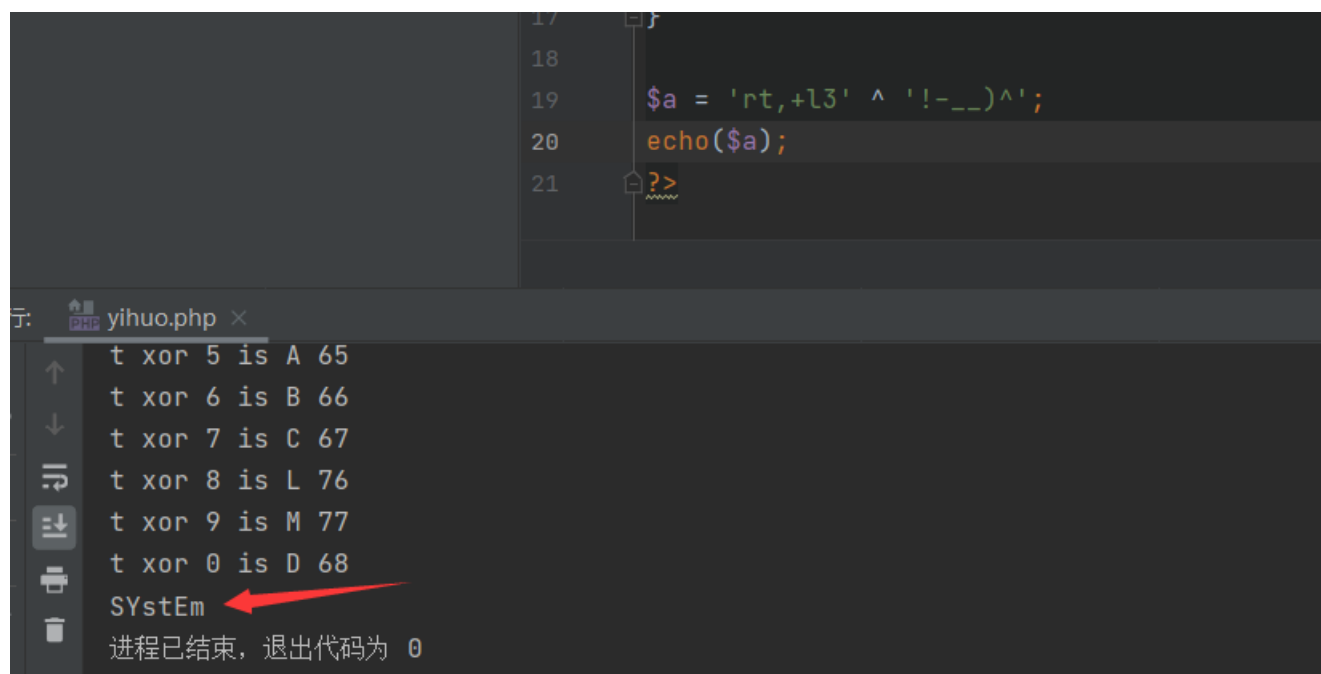 17 }
18
19 $a = 'rt,+l3' ^ '!-__)^';
20 echo($a);
21 ?>
行: yihuo.php ×
t xor 5 is A 65
t xor 6 is B 66
t xor 7 is C 67
t xor 8 is L 76
t xor 9 is M 77
t xor 0 is D 68
SYstEm
进程已结束，退出代码为 0